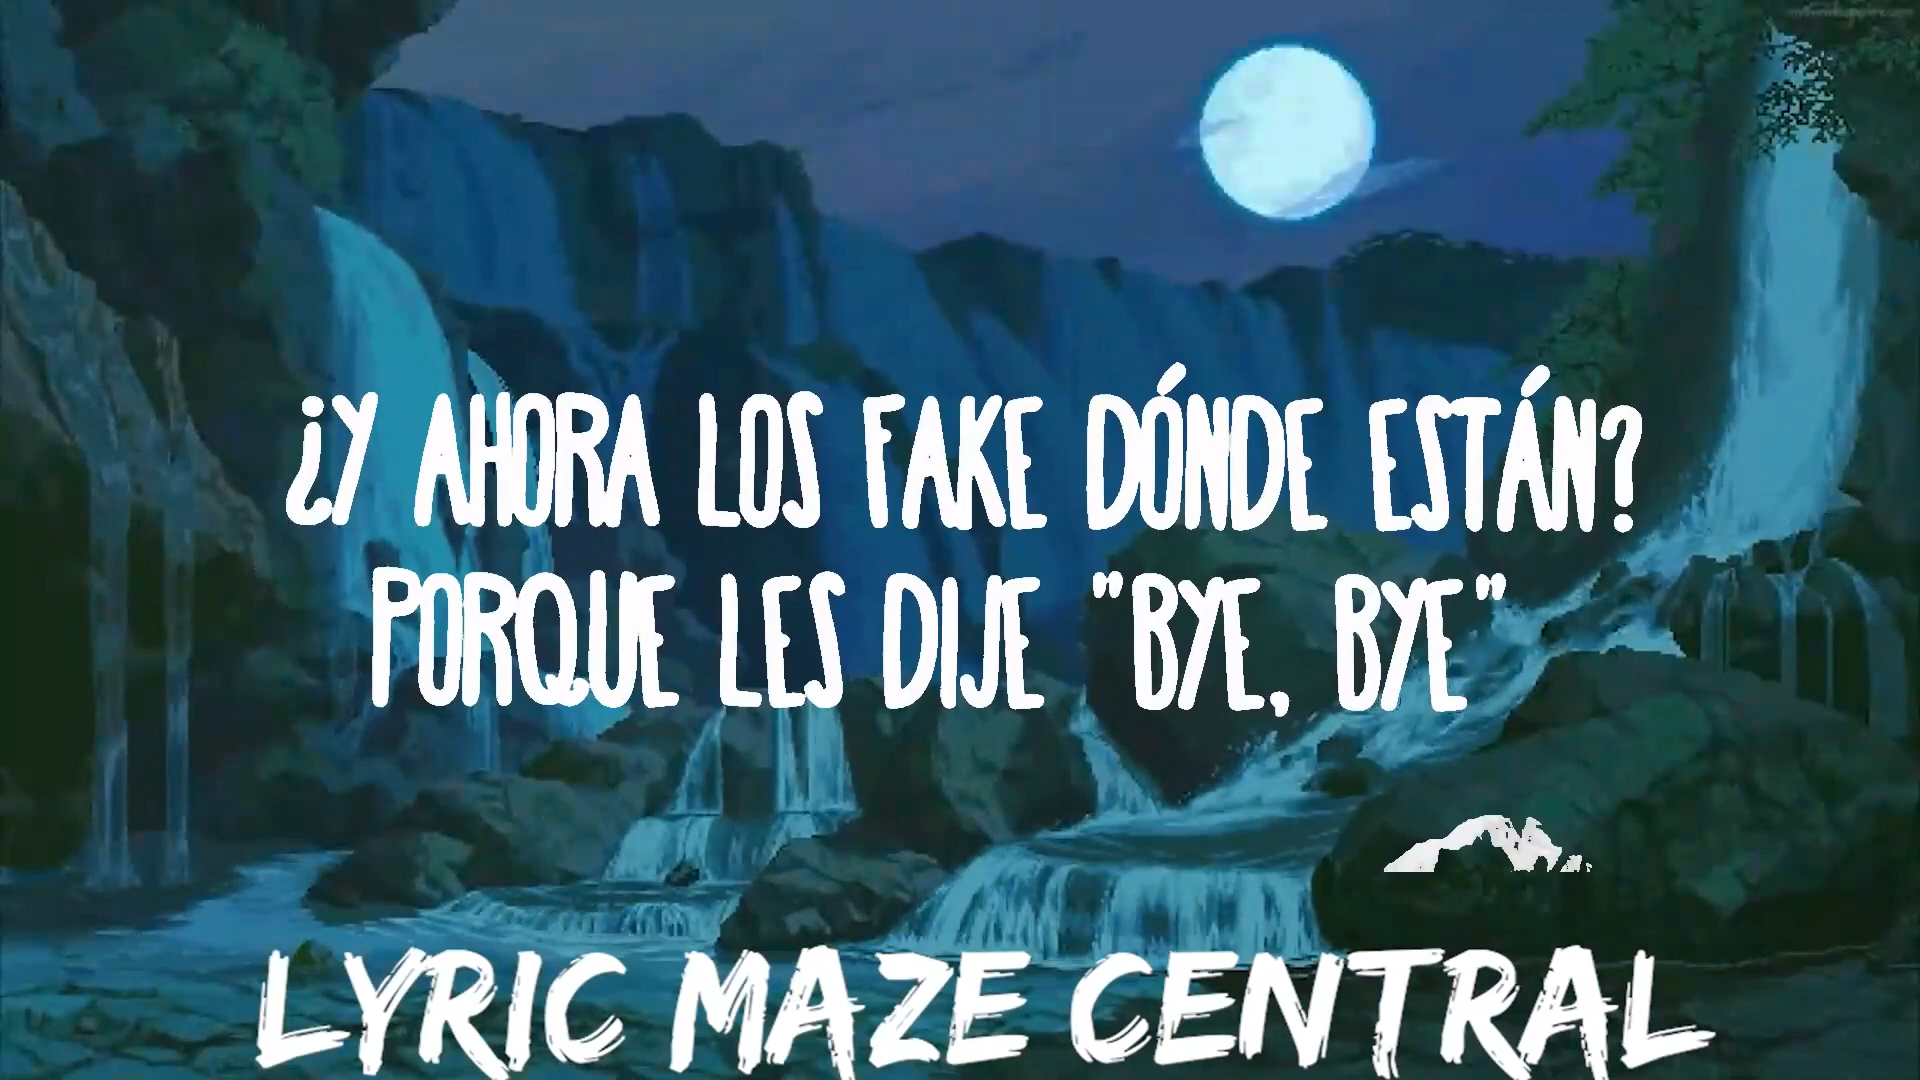 ¿Y AHORA LOS FAKE DÓNDE ESTÁN?
PORQUE LES DIJE "BYE, BYE"
LYRIC MAZE CENTRAL